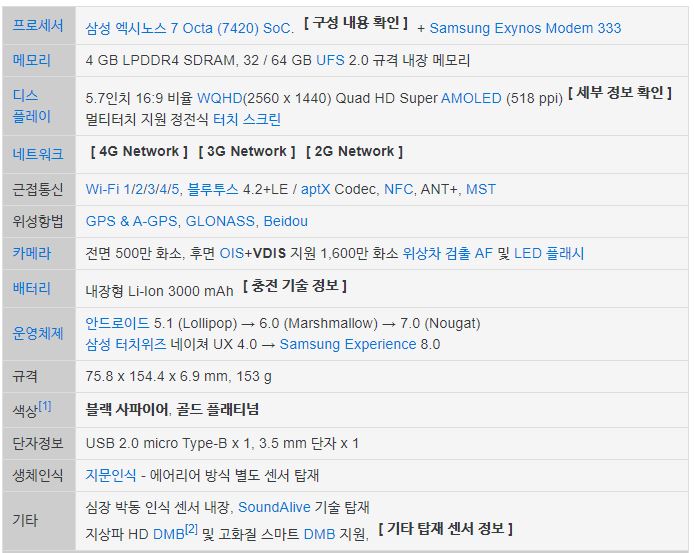 프로세서
삼성 엑시노스 7 Octa (7420) SoC. [ 구성 내용 확인 ] + Samsung Exynos Modem 333
메모리
4 GB LPDDR4 SDRAM, 32 / 64 GB UFS 2.0 규격 내장 메모리
디스
플레이
5.7인치 16:9 비율 WQHD(2560 x 1440) Quad HD Super AMOLED (518 ppi) [ 세부 정보 확인 ]
멀티터치 지원 정전식 터치 스크린
네트워크
[ 4G Network ] [ 3G Network ] [ 2G Network ]
근접통신
Wi-Fi 1/2/3/4/5, 블루투스 4.2+LE / aptX Codec, NFC, ANT+, MST
위성항법
GPS & A-GPS, GLONASS, Beidou
카메라
전면 500만 화소, 후면 OIS+VDIS 지원 1,600만 화소 위상차 검출 AF 및 LED 플래시
배터리
내장형 Li-Ion 3000 mAh [ 충전 기술 정보 ]
운영체제
안드로이드 5.1 (Lollipop) → 6.0 (Marshmallow) → 7.0 (Nougat)
삼성 터치위즈 네이쳐 UX 4.0 → Samsung Experience 8.0
규격
75.8 x 154.4 x 6.9 mm, 153 g
색상[1]
블랙 사파이어, 골드 플래티넘
단자정보
USB 2.0 micro Type-B x 1, 3.5 mm 단자 x 1
생체인식
지문인식 - 에어리어 방식 별도 센서 탑재
기타
심장 박동 인식 센서 내장, SoundAlive 기술 탑재
지상파 HD DMB[2] 및 고화질 스마트 DMB 지원, [ 기타 탑재 센서 정보 ]